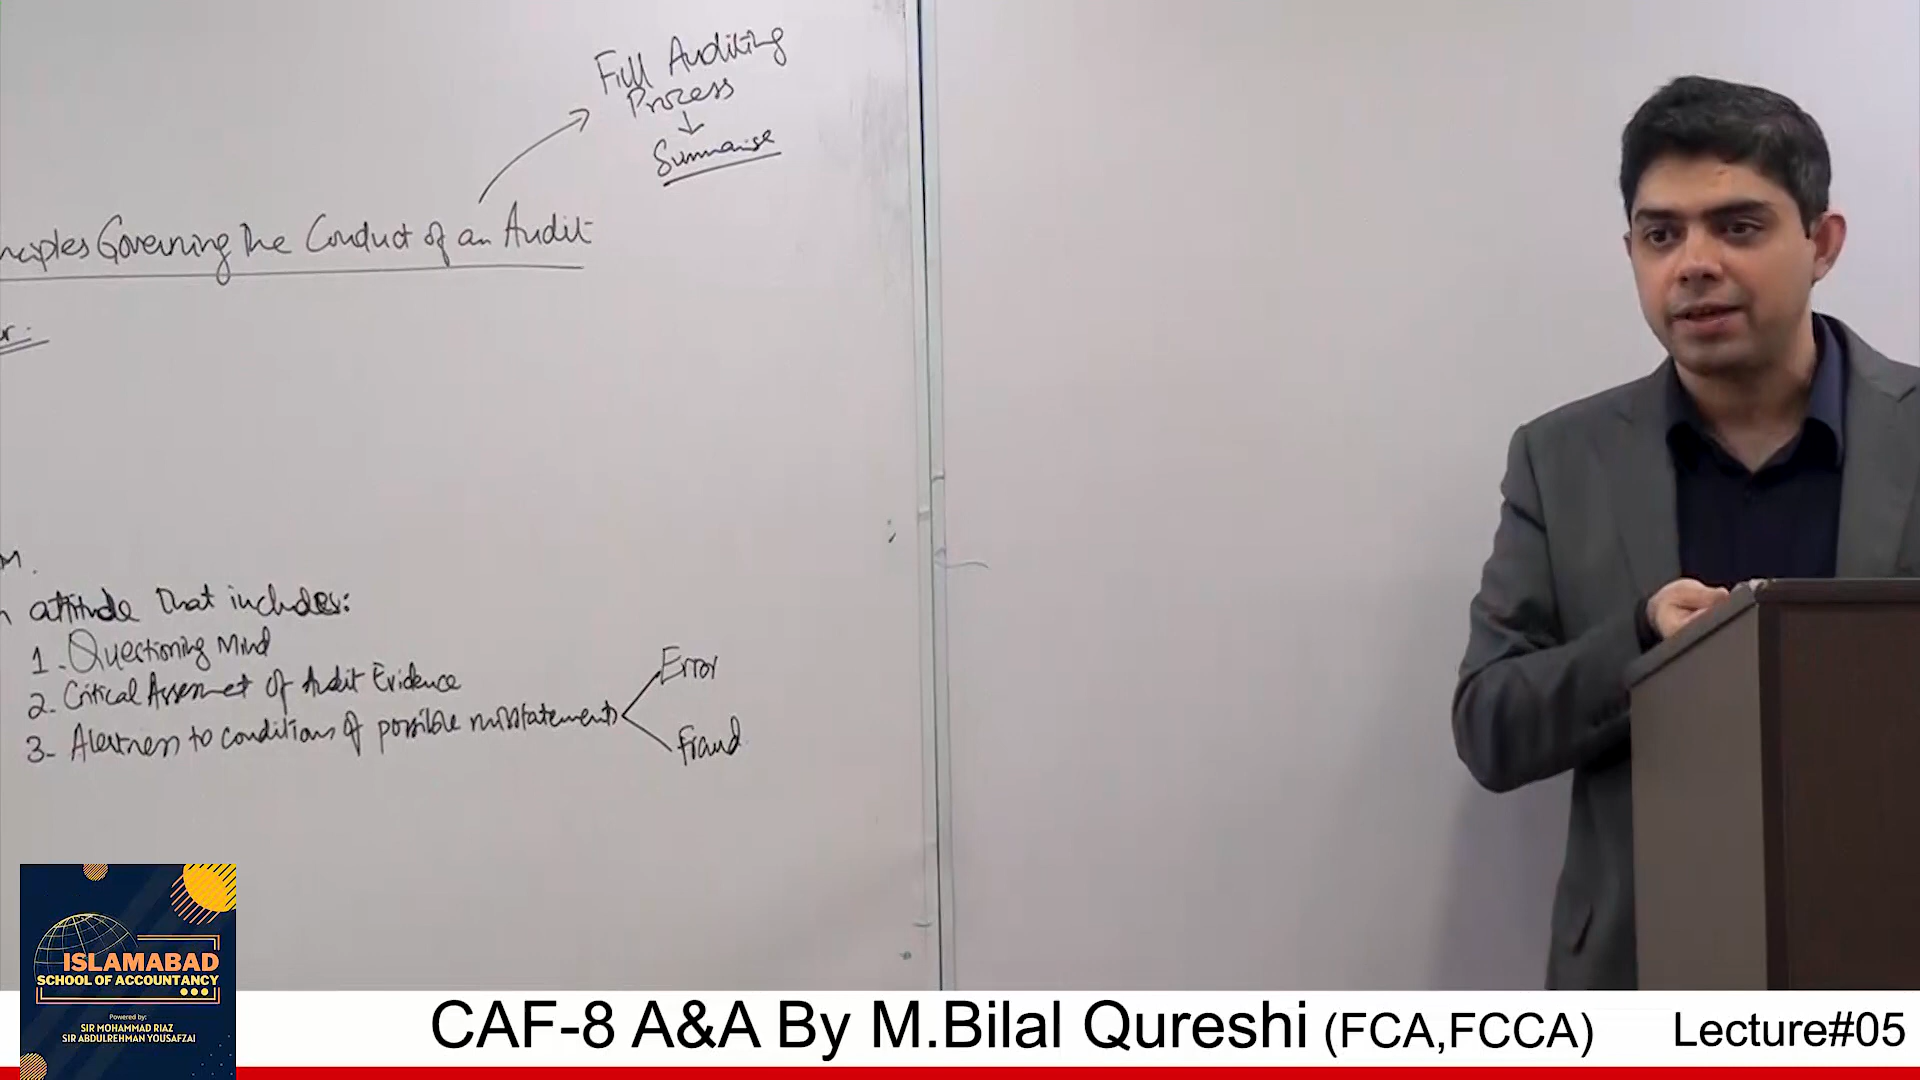 Full Auditing
Process
Summarise
nciples Governing the Conduct of an Audit
r:
m.
attitude that includes:
1. Questioning Mind
2. Critical Assesmet of Audit Evidence
3- Alertness to conditions of possible misstatements
Error
Fraud
ISLAMABAD
SCHOOL OF ACCOUNTANCY
Powered by:
SIR MOHAMMAD RIAZ
SIR ABDULREHMAN YOUSAFZAI
CAF-8 A&A By M.Bilal Qureshi (FCA,FCCA)
Lecture#05